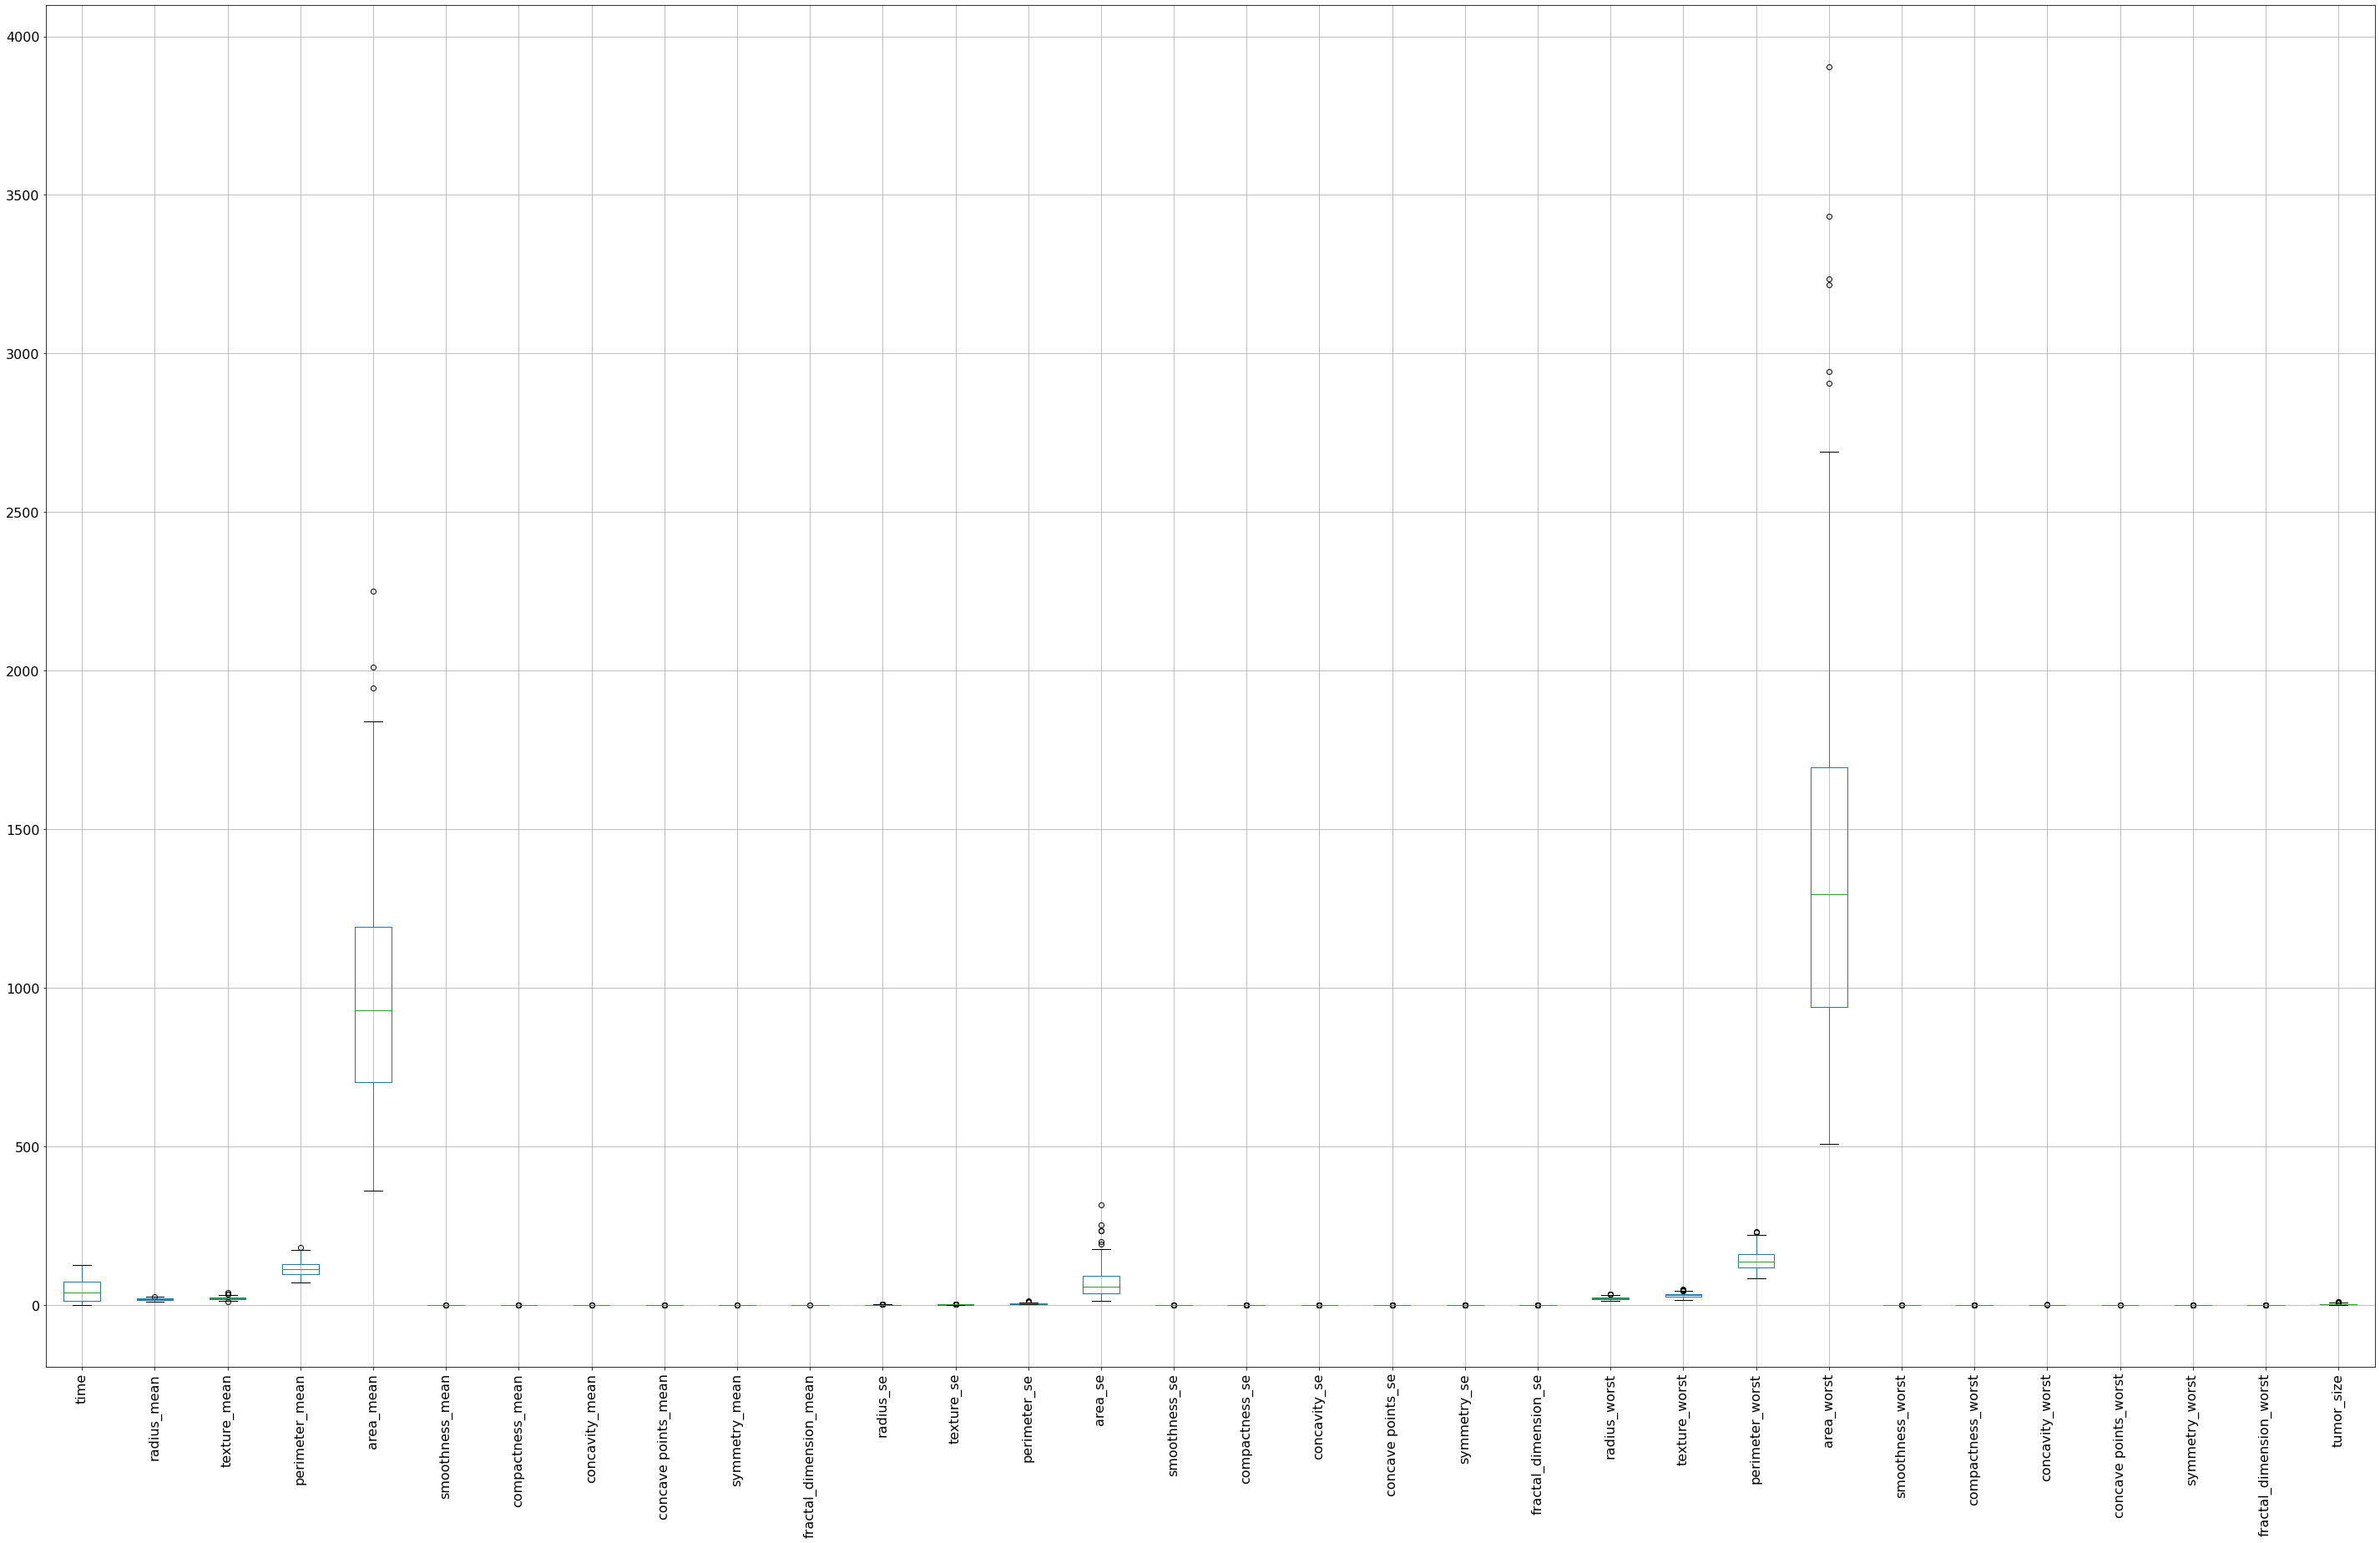 4000
3500
3000
2500
2000
1500
1000
500
0
time
radius_mean
texture_mean
perimeter_mean
area_mean
smoothness_mean
compactness_mean
concavity_mean
concave points_mean
symmetry_mean
fractal_dimension_mean
radius_se
texture_se
perimeter_se
area_se
smoothness_se
compactness_se
concavity_se
concave points_se
symmetry_se
fractal_dimension_se
radius_worst
texture_worst
perimeter_worst
area_worst
smoothness_worst
compactness_worst
concavity_worst
concave points_worst
symmetry_worst
fractal_dimension_worst
tumor_size